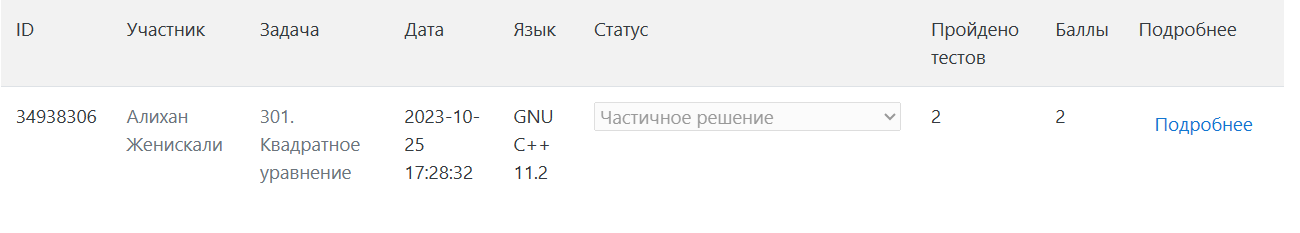 ID Участник Задача Дата Язык Статус Пройдено тестов Баллы Подробнее
34938306 Алихан Женискали 301. Квадратное уравнение 2023-10-25 17:28:32 GNU C++ 11.2 Частичное решение 2 2 Подробнее